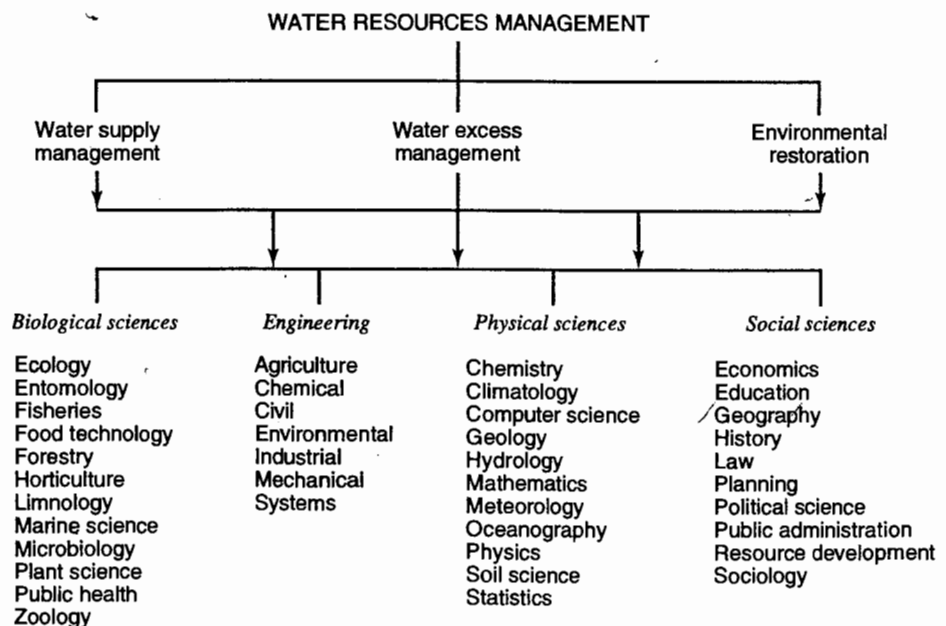 WATER RESOURCES MANAGEMENT
Water supply
management
Water excess
management
Environmental
restoration
Biological sciences
Ecology
Entomology
Fisheries
Food technology
Forestry
Horticulture
Limnology
Marine science
Microbiology
Plant science
Public health
Zoology
Engineering
Agriculture
Chemical
Civil
Environmental
Industrial
Mechanical
Systems
Physical sciences
Chemistry
Climatology
Computer science
Geology
Hydrology
Mathematics
Meteorology
Oceanography
Physics
Soil science
Statistics
Social sciences
Economics
Education
Geography
History
Law
Planning
Political science
Public administration
Resource development
Sociology